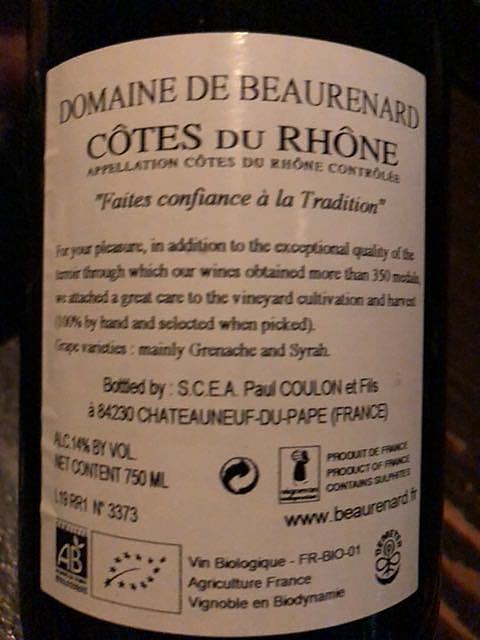 DOMAINE DE BEAURENARD
CÔTES DU RHÔNE
APPELLATION CÔTES DU RHÔNE CONTRÔLÉE
"Faites confiance à la Tradition"
For your pleasure, in addition to the exceptional quality of the
terroir through which our wines obtained more than 350 medals,
we attached a great care to the vineyard cultivation and harvest
(100% by hand and selected when picked).
Grape varieties : mainly Grenache and Syrah.
Bottled by : S.C.E.A. Paul COULON et Fils
à 84230 CHATEAUNEUF-DU-PAPE (FRANCE)
ALC.14% BY VOL.
NET CONTENT 750 ML
L19 RR1 N° 3373
PRODUIT DE FRANCE
PRODUCT OF FRANCE
CONTAINS SULPHITES
www.beaurenard.fr
AB
Vin Biologique - FR-BIO-01
Agriculture France
Vignoble en Biodynamie
DEMETER